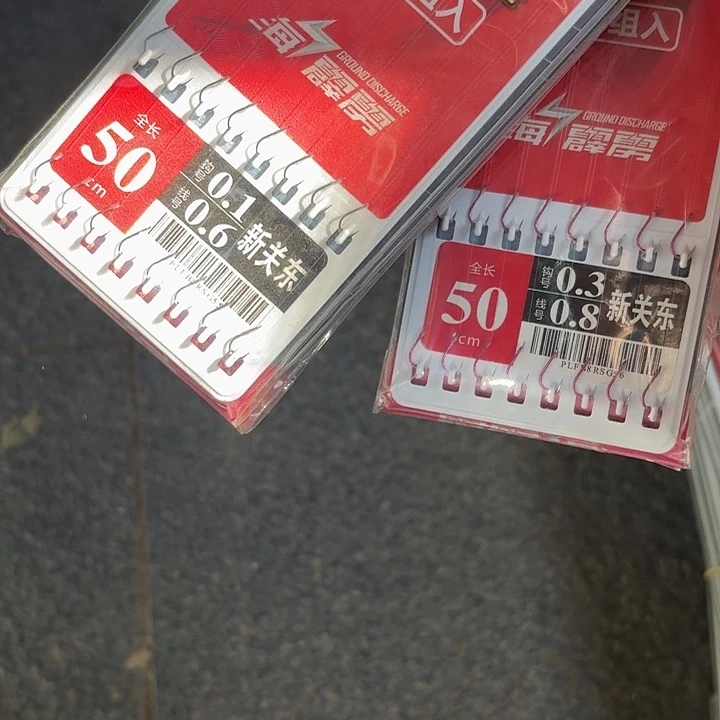 海
GROUND DISCHARGE
霹雳
全长
50
cm
钩号
0.1
线号
0.6
新关东
入
海
GROUND DISCHARGE
霹雳
全长
50
cm
钩号
0.3
线号
0.8
新关东